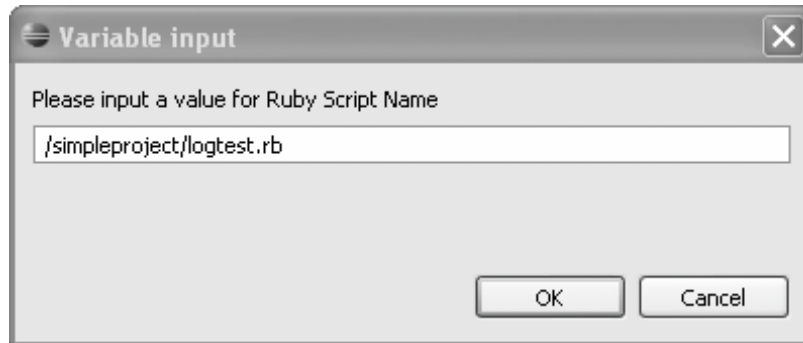 Variable input
Please input a value for Ruby Script Name
/simpleproject/logtest.rb
OK Cancel